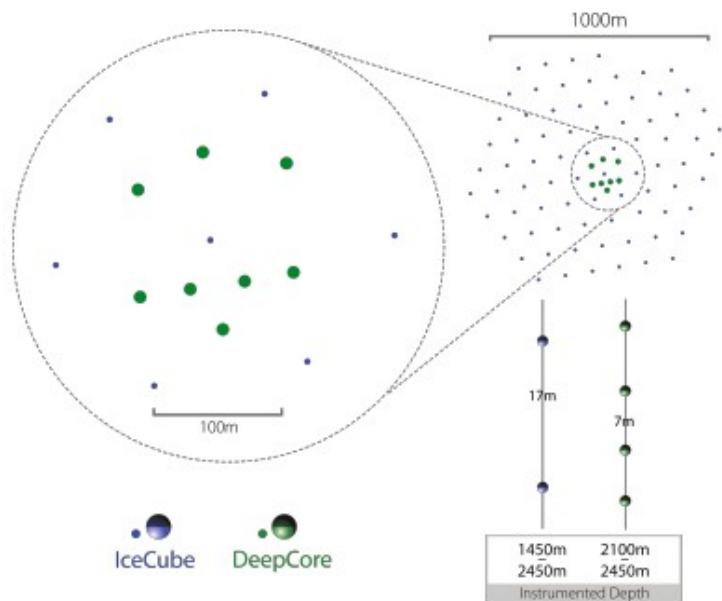 1000m
100m
17m
7m
IceCube
DeepCore
1450m
–
2450m
2100m
–
2450m
Instrumented Depth